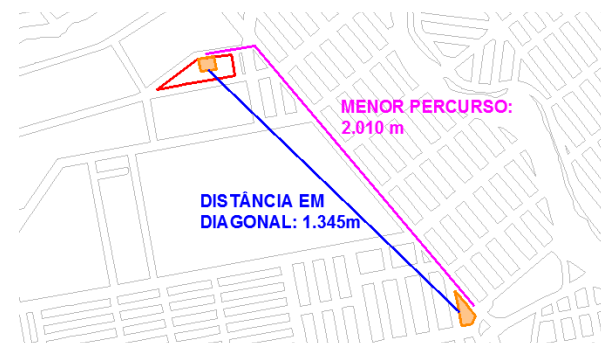 MENOR PERCURSO:
2.010 m
DISTÂNCIA EM
DIAGONAL: 1.345m